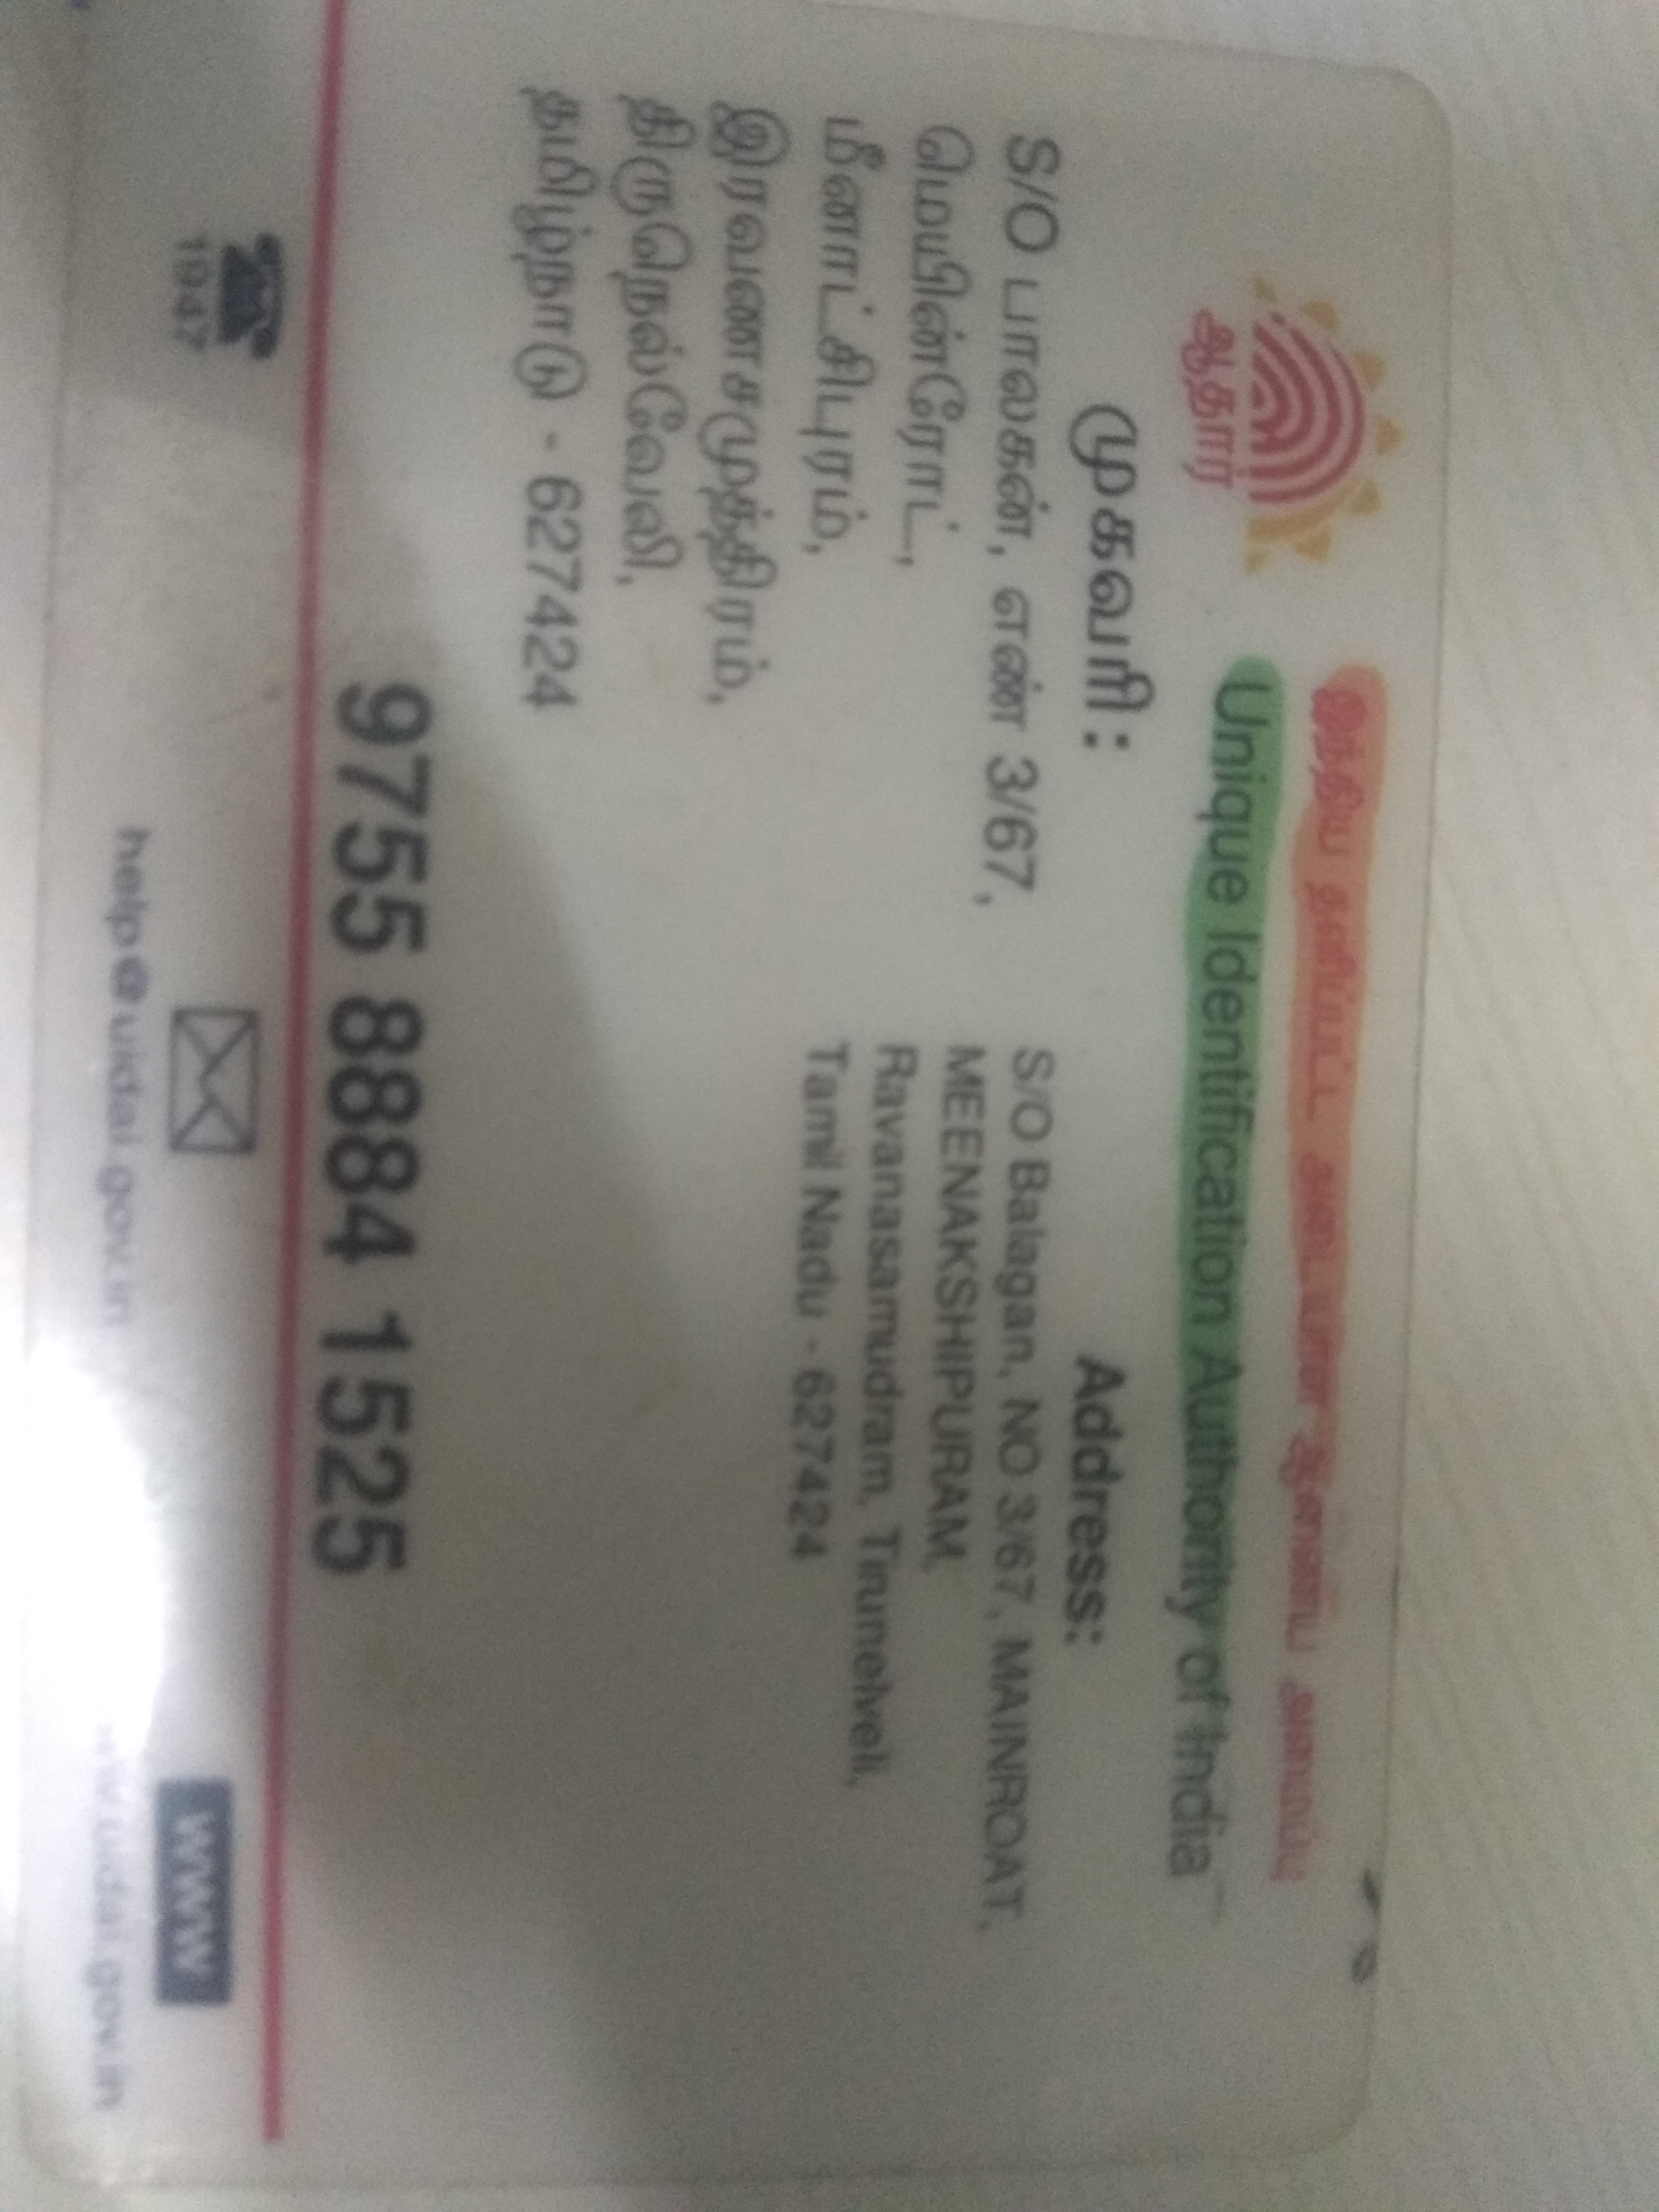 இந்திய தனிப்பட்ட அடையாள ஆணைய அமைப்பு
Unique Identification Authority of India
ஆதார்
முகவரி:
S/O பாலகன், எண் 3/67,
மெயின்ரோட்,
மீனாட்சிபுரம்,
இரவணசமுத்திரம்,
திருநெல்வேலி,
தமிழ்நாடு - 627424
Address:
S/O Balagan, NO 3/67, MAINROAT,
MEENAKSHIPURAM,
Ravanasamudram, Tirunelveli,
Tamil Nadu - 627424
9755 8884 1525
1947
help@uidai.gov.in
www
uidai.gov.in